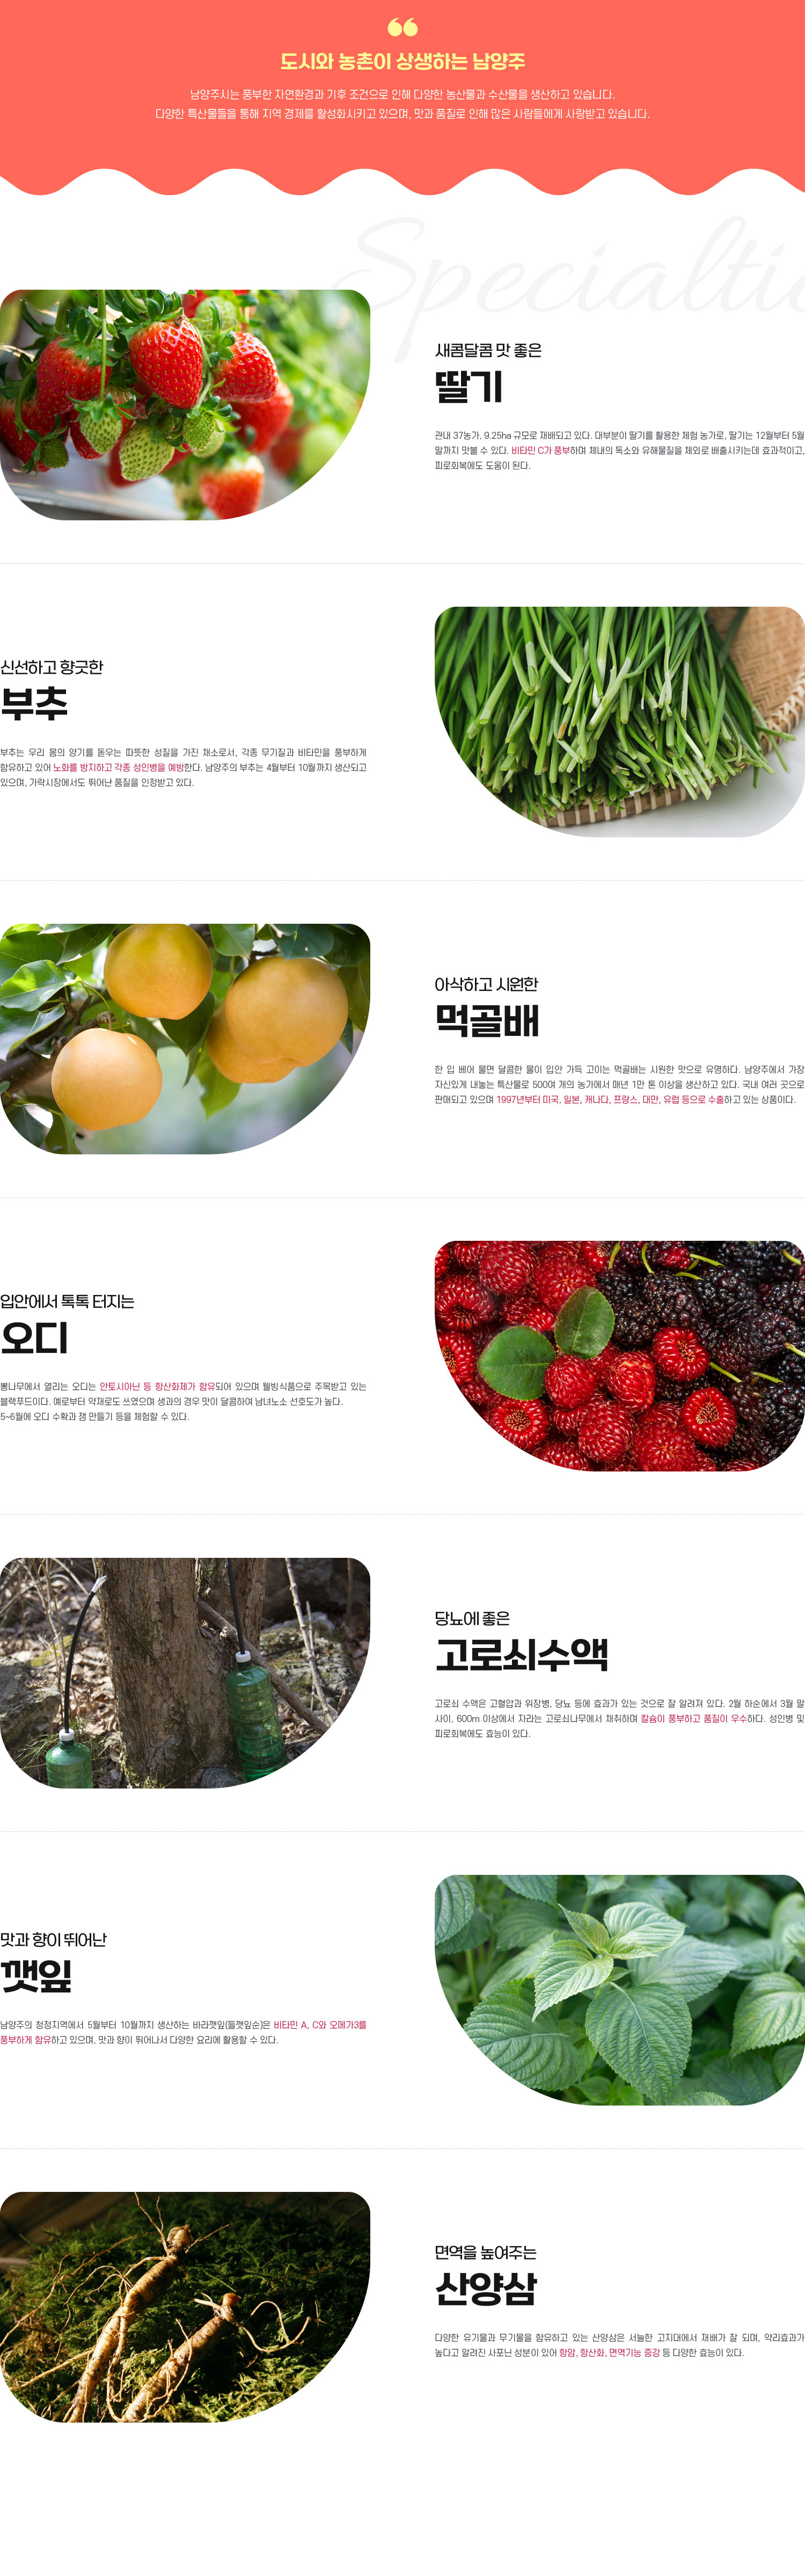 도시와 농촌이 상생하는 남양주
남양주시는 풍부한 자연환경과 기후 조건으로 인해 다양한 농산물과 수산물을 생산하고 있습니다.
다양한 특산물들을 통해 지역 경제를 활성화시키고 있으며, 맛과 품질로 인해 많은 사람들에게 사랑받고 있습니다.
Specialtie
새콤달콤 맛 좋은
딸기
관내 37농가, 9.25ha 규모로 재배되고 있다. 대부분이 딸기를 활용한 체험 농가로, 딸기는 12월부터 5월
말까지 맛볼 수 있다. 비타민 C가 풍부하며 체내의 독소와 유해물질을 체외로 배출시키는데 효과적이고,
피로회복에도 도움이 된다.
신선하고 향긋한
부추
부추는 우리 몸의 양기를 돋우는 따뜻한 성질을 가진 채소로서, 각종 무기질과 비타민을 풍부하게
함유하고 있어 노화를 방지하고 각종 성인병을 예방한다. 남양주의 부추는 4월부터 10월까지 생산되고
있으며, 가락시장에서도 뛰어난 품질을 인정받고 있다.
아삭하고 시원한
먹골배
한 입 베어 물면 달콤한 물이 입안 가득 고이는 먹골배는 시원한 맛으로 유명하다. 남양주에서 가장
자신있게 내놓는 특산물로 500여 개의 농가에서 매년 1만 톤 이상을 생산하고 있다. 국내 여러 곳으로
판매되고 있으며 1997년부터 미국, 일본, 캐나다, 프랑스, 대만, 유럽 등으로 수출하고 있는 상품이다.
입안에서 톡톡 터지는
오디
뽕나무에서 열리는 오디는 안토시아닌 등 항산화제가 함유되어 있으며 웰빙식품으로 주목받고 있는
블랙푸드이다. 예로부터 약재로도 쓰였으며 생과의 경우 맛이 달콤하여 남녀노소 선호도가 높다.
5~6월에 오디 수확과 잼 만들기 등을 체험할 수 있다.
당뇨에 좋은
고로쇠수액
고로쇠 수액은 고혈압과 위장병, 당뇨 등에 효과가 있는 것으로 잘 알려져 있다. 2월 하순에서 3월 말
사이, 600m 이상에서 자라는 고로쇠나무에서 채취하며 칼슘이 풍부하고 품질이 우수하다. 성인병 및
피로회복에도 효능이 있다.
맛과 향이 뛰어난
깻잎
남양주의 청정지역에서 5월부터 10월까지 생산하는 바라깻잎(들깻잎순)은 비타민 A, C와 오메가3를
풍부하게 함유하고 있으며, 맛과 향이 뛰어나서 다양한 요리에 활용할 수 있다.
면역을 높여주는
산양삼
다양한 유기물과 무기물을 함유하고 있는 산양삼은 서늘한 고지대에서 재배가 잘 되며, 약리효과가
높다고 알려진 사포닌 성분이 있어 항암, 항산화, 면역기능 증강 등 다양한 효능이 있다.